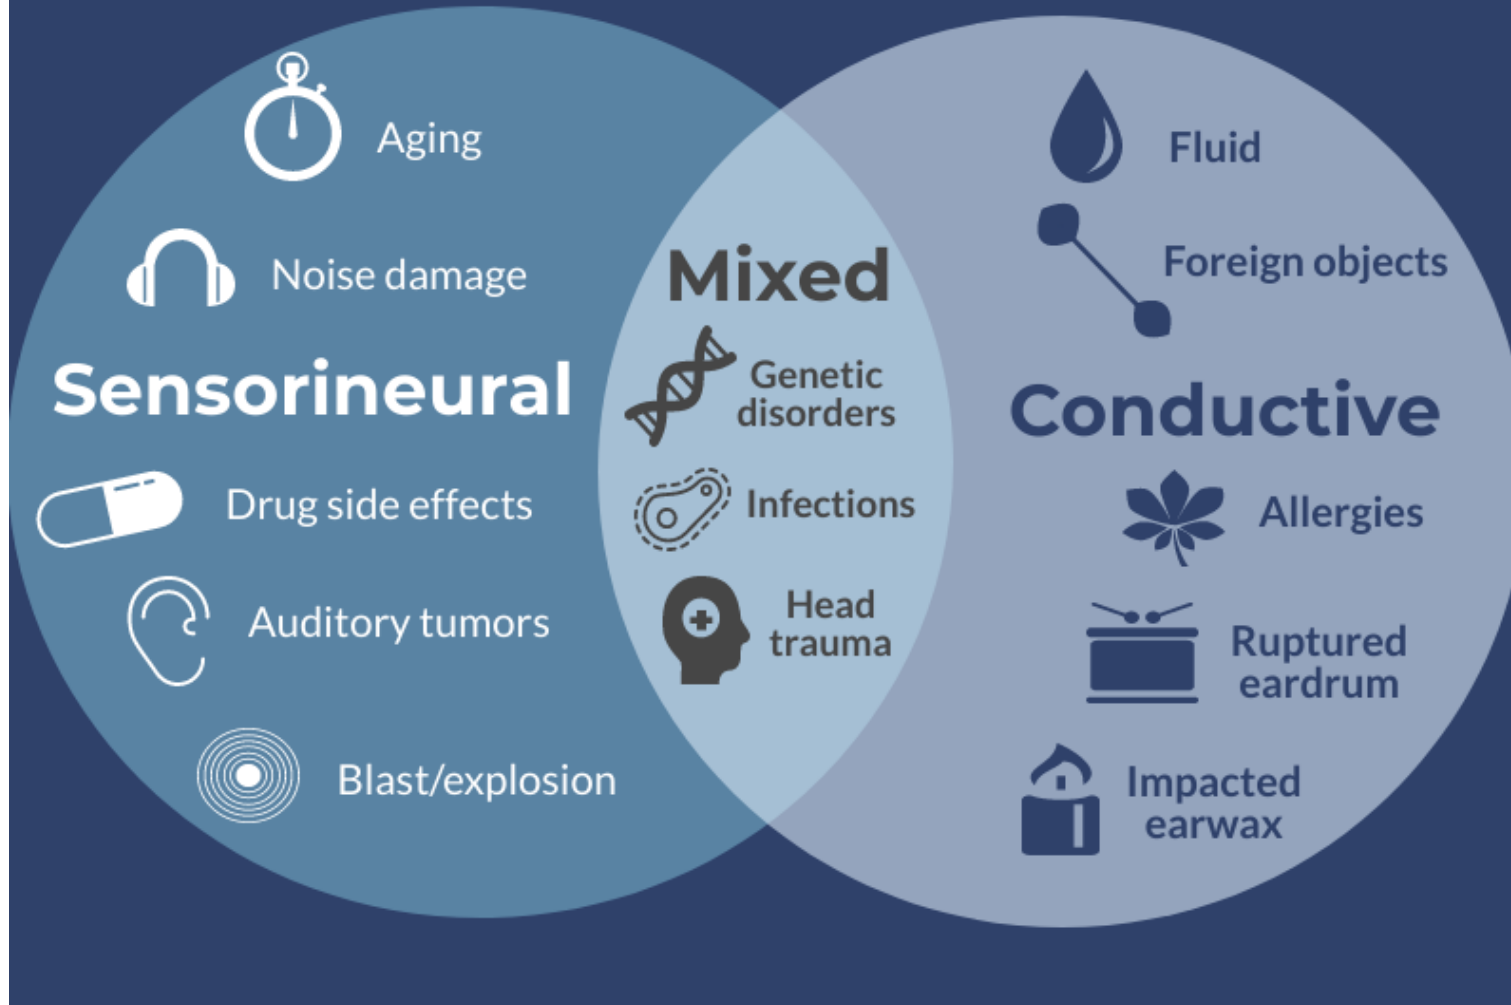 Aging
Noise damage
Sensorineural
Drug side effects
Auditory tumors
Blast/explosion
Mixed
Genetic
disorders
Infections
Head
trauma
Fluid
Foreign objects
Conductive
Allergies
Ruptured
eardrum
Impacted
earwax